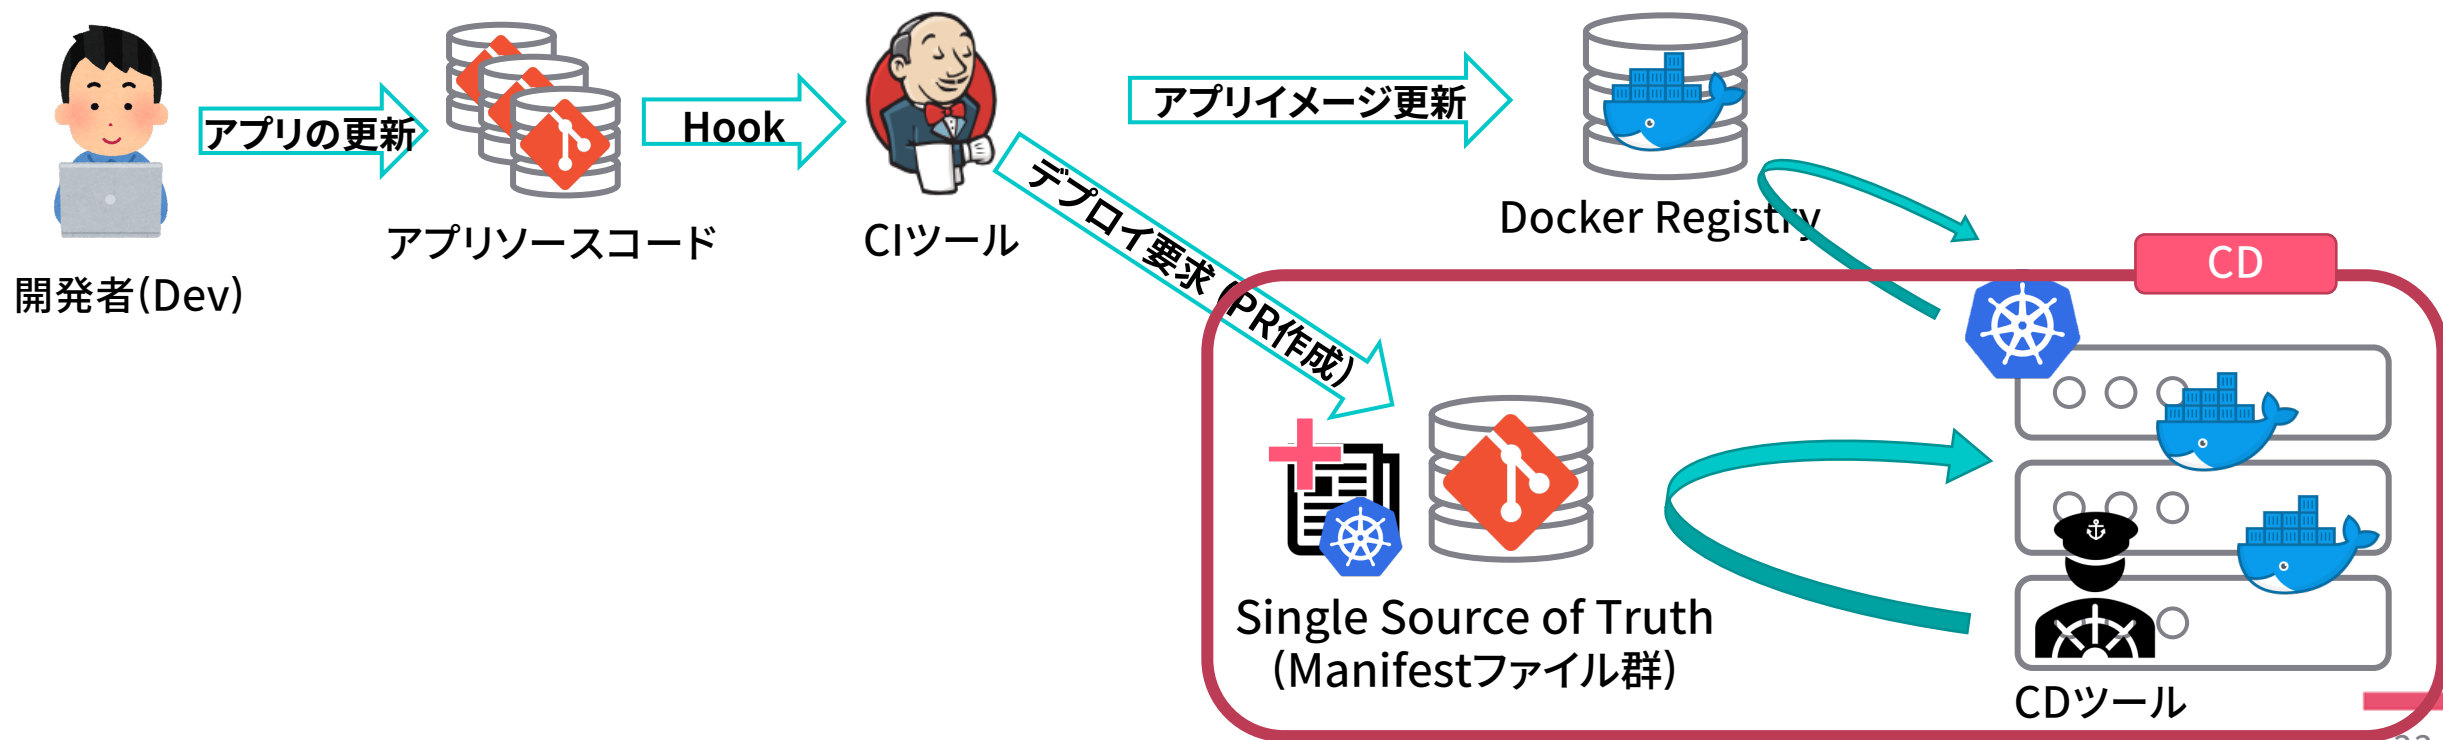 アプリの更新
Hook
アプリイメージ更新
デプロイ要求 (PR作成)
開発者(Dev)
アプリソースコード
CIツール
Docker Registry
CD
Single Source of Truth
(Manifestファイル群)
CDツール